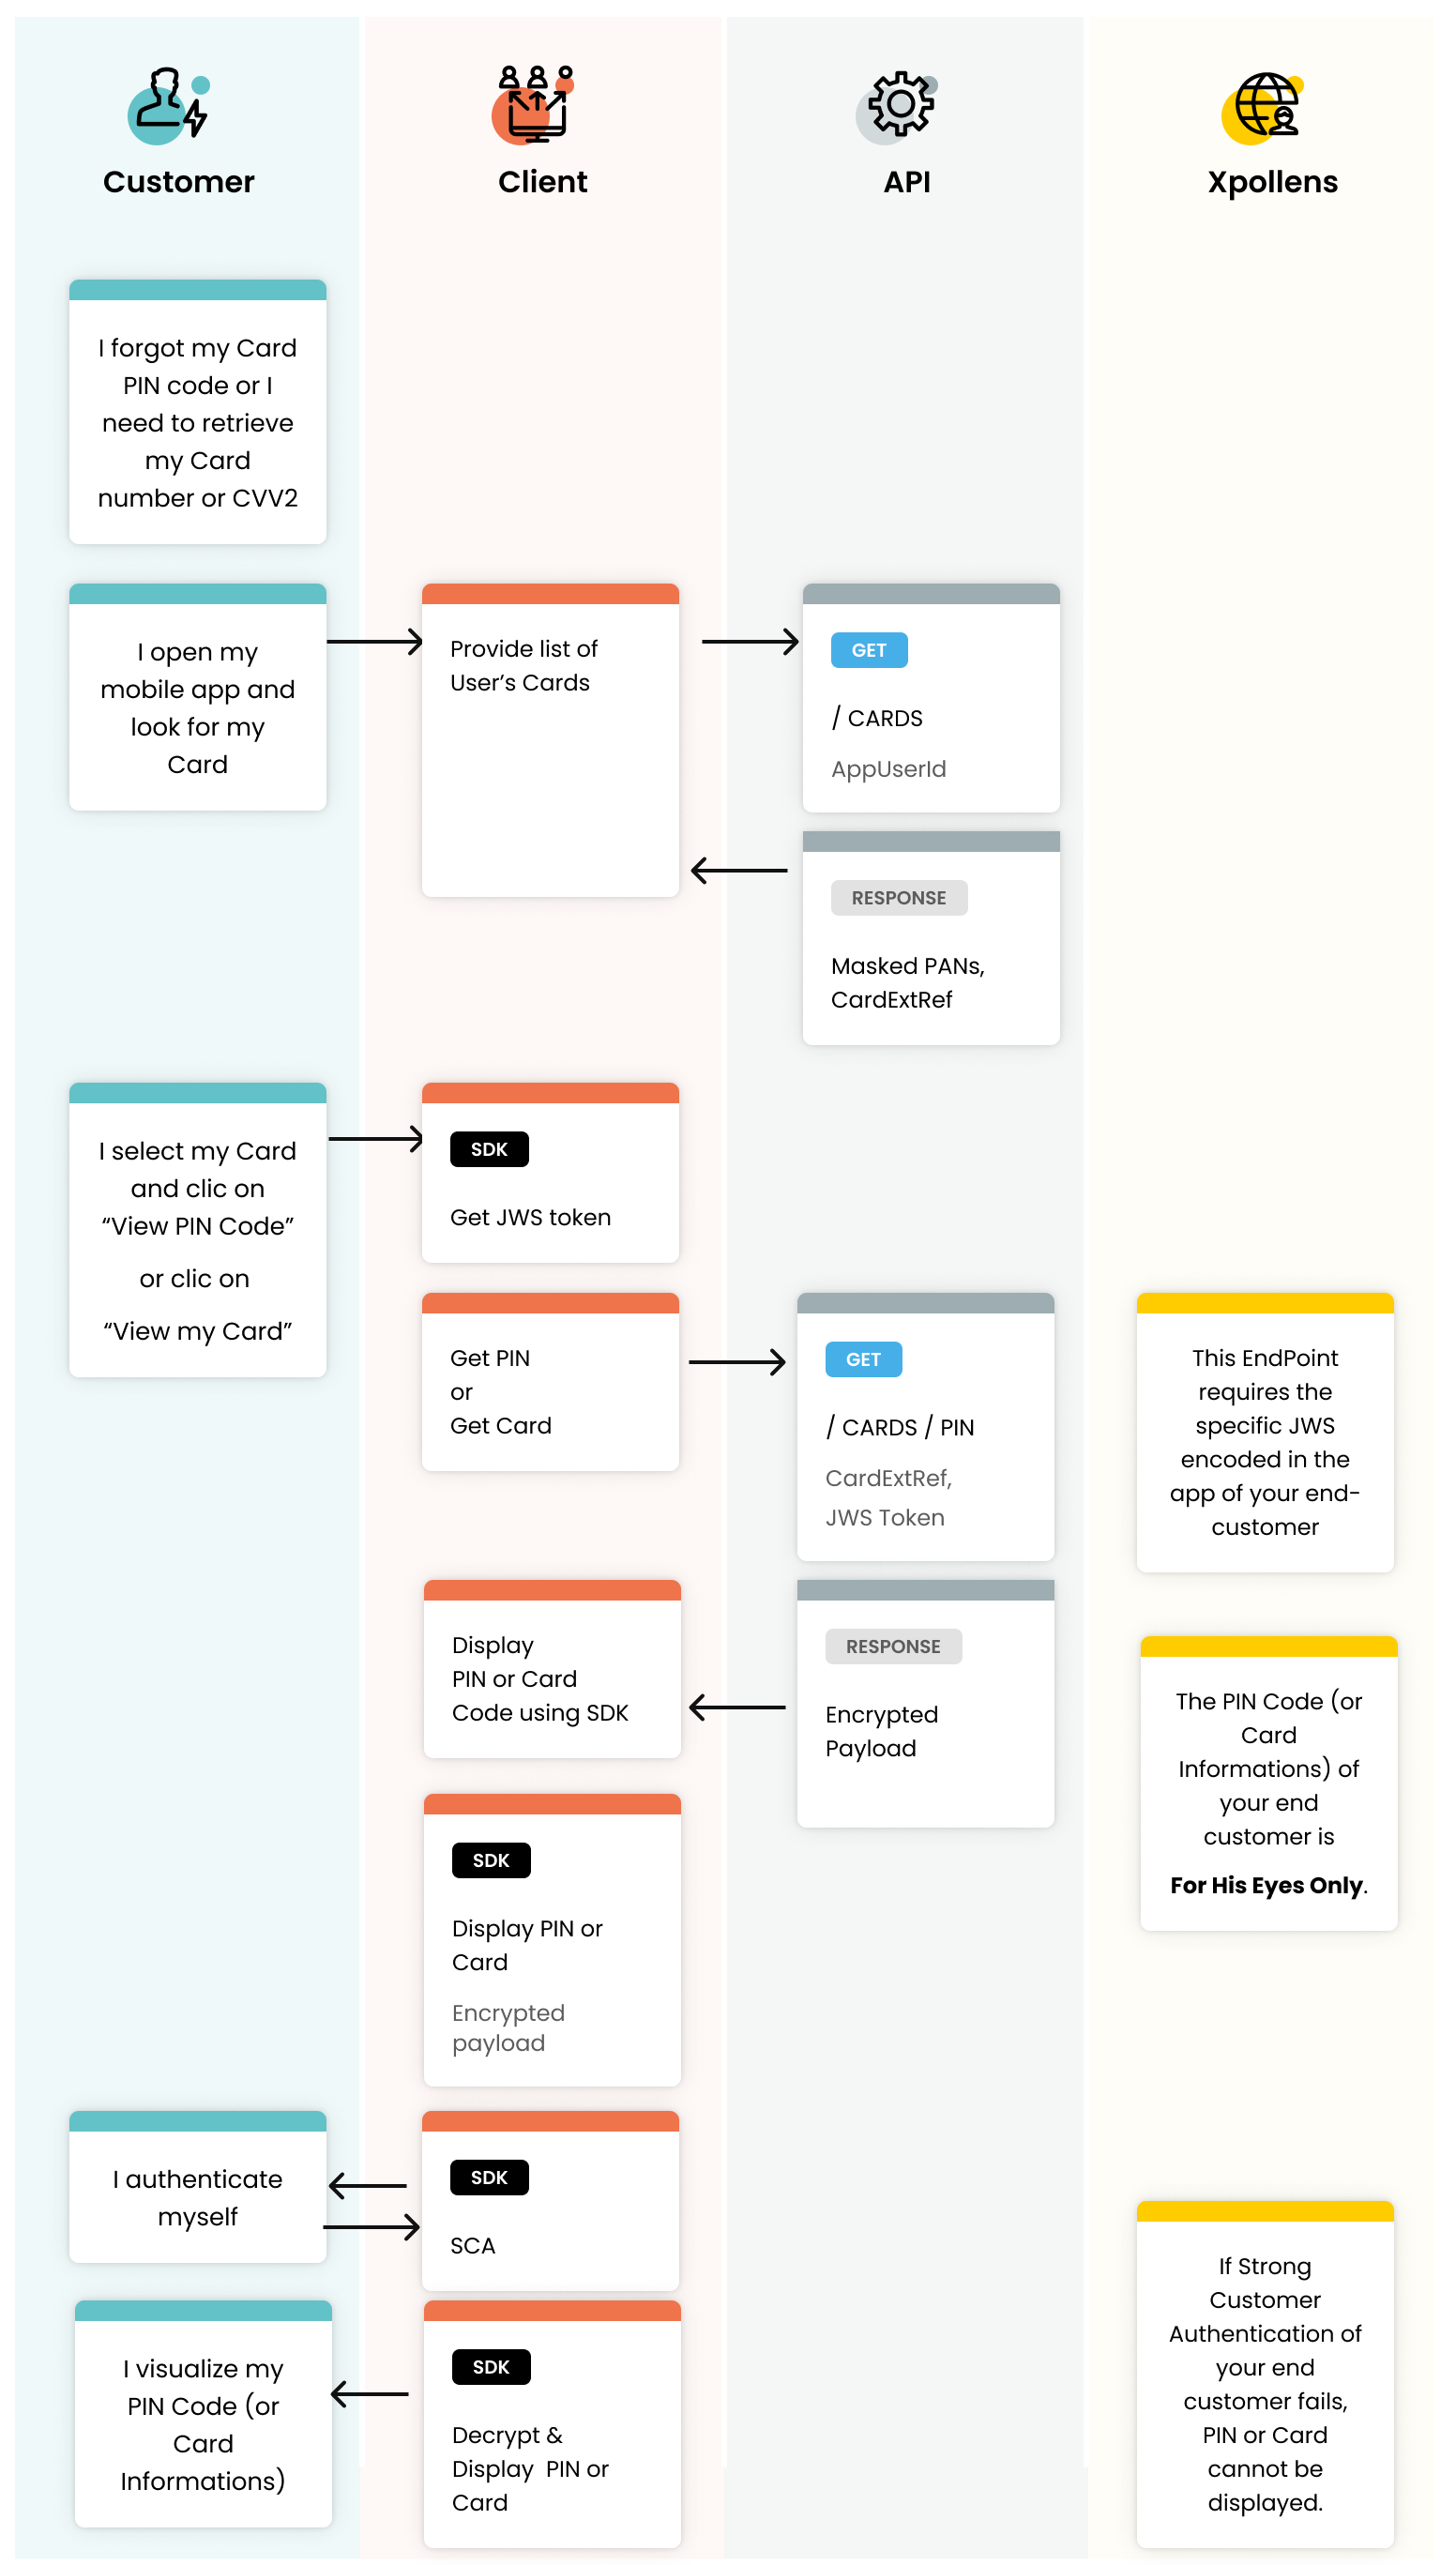 Customer
Client
API
Xpollens
I forgot my Card
PIN code or I
need to retrieve
my Card
number or CVV2
I open my
mobile app and
look for my
Card
Provide list of
User’s Cards
GET
/ CARDS
AppUserId
RESPONSE
Masked PANs,
CardExtRef
I select my Card
and clic on
“View PIN Code”
or clic on
“View my Card”
SDK
Get JWS token
Get PIN
or
Get Card
GET
/ CARDS / PIN
CardExtRef,
JWS Token
This EndPoint
requires the
specific JWS
encoded in the
app of your end-
customer
Display
PIN or Card
Code using SDK
RESPONSE
Encrypted
Payload
The PIN Code (or
Card
Informations) of
your end
customer is
For His Eyes Only.
SDK
Display PIN or
Card
Encrypted
payload
I authenticate
myself
SDK
SCA
If Strong
Customer
Authentication of
your end
customer fails,
PIN or Card
cannot be
displayed.
I visualize my
PIN Code (or
Card
Informations)
SDK
Decrypt &
Display  PIN or
Card